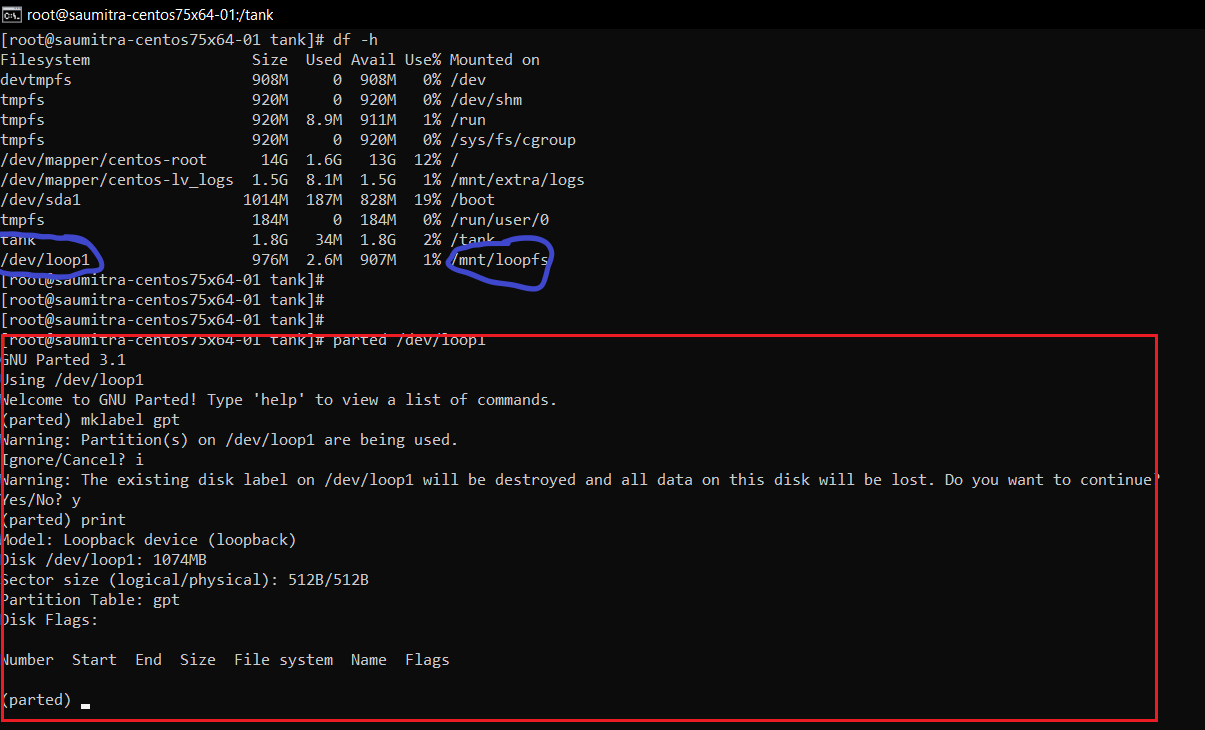 root@saumitra-centos75x64-01:/tank
[root@saumitra-centos75x64-01 tank]# df -h
Filesystem                  Size  Used Avail Use% Mounted on
devtmpfs                    908M     0  908M   0% /dev
tmpfs                       920M     0  920M   0% /dev/shm
tmpfs                       920M  8.9M  911M   1% /run
tmpfs                       920M     0  920M   0% /sys/fs/cgroup
/dev/mapper/centos-root      14G  1.6G   13G  12% /
/dev/mapper/centos-lv_logs  1.5G  8.1M  1.5G   1% /mnt/extra/logs
/dev/sda1                  1014M  187M  828M  19% /boot
tmpfs                       184M     0  184M   0% /run/user/0
tank                        1.8G   34M  1.8G   2% /tank
/dev/loop1                  976M  2.6M  907M   1% /mnt/loopfs
[root@saumitra-centos75x64-01 tank]#
[root@saumitra-centos75x64-01 tank]#
[root@saumitra-centos75x64-01 tank]#
[root@saumitra-centos75x64-01 tank]# parted /dev/loop1
GNU Parted 3.1
Using /dev/loop1
Welcome to GNU Parted! Type 'help' to view a list of commands.
(parted) mklabel gpt
Warning: Partition(s) on /dev/loop1 are being used.
Ignore/Cancel? i
Warning: The existing disk label on /dev/loop1 will be destroyed and all data on this disk will be lost. Do you want to continue?
Yes/No? y
(parted) print
Model: Loopback device (loopback)
Disk /dev/loop1: 1074MB
Sector size (logical/physical): 512B/512B
Partition Table: gpt
Disk Flags:
Number  Start  End  Size  File system  Name  Flags
(parted)